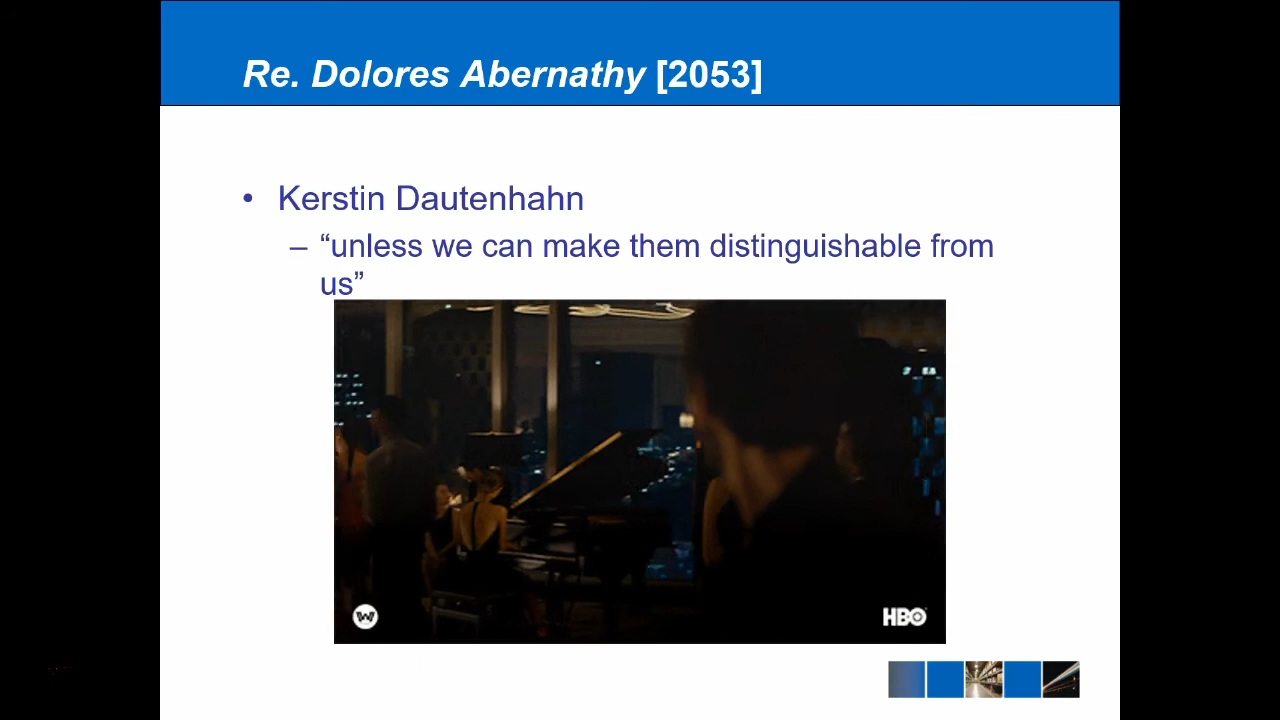 Re. Dolores Abernathy [2053]
• Kerstin Dautenhahn
– “unless we can make them distinguishable from
us”
W
HBO